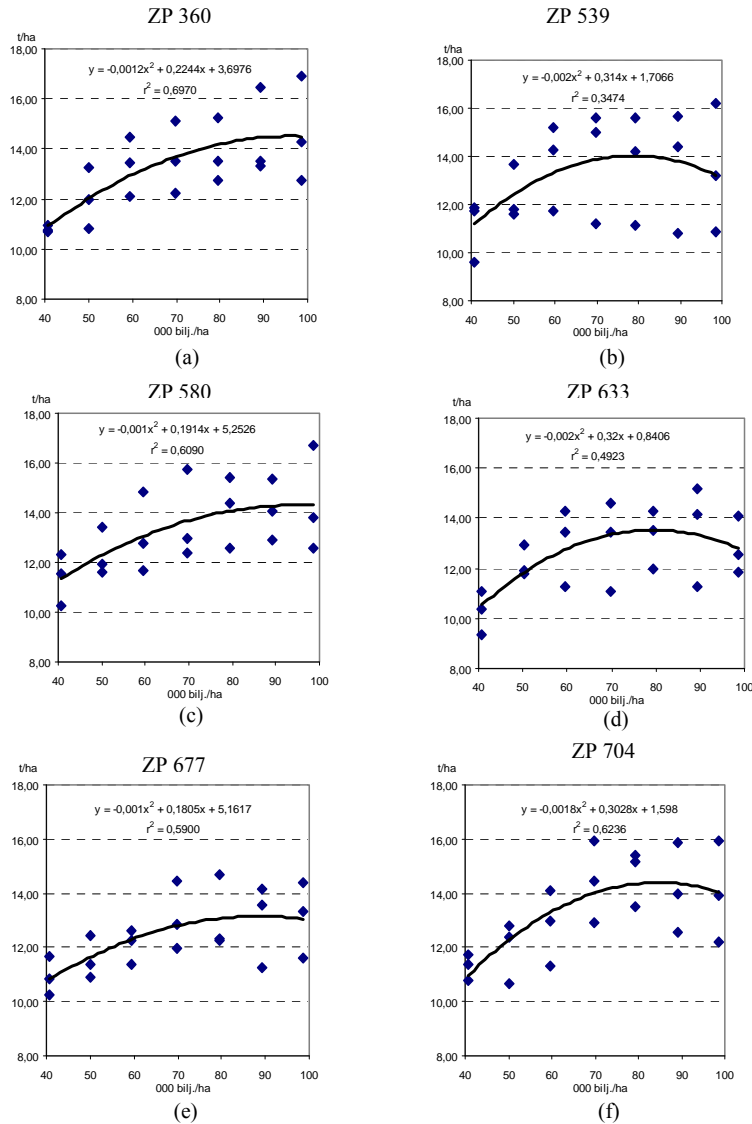 ZP 360
t/ha
18,00
y = -0,0012x² + 0,2244x + 3,6976
r² = 0,6970
16,00
14,00
12,00
10,00
8,00
40 50 60 70 80 90 100
000 bilj./ha
(a)
ZP 539
t/ha
18,00
y = -0,002x² + 0,314x + 1,7066
r² = 0,3474
16,00
14,00
12,00
10,00
8,00
40 50 60 70 80 90 100
000 bilj./ha
(b)
ZP 580
t/ha
18,00
y = -0,001x² + 0,1914x + 5,2526
r² = 0,6090
16,00
14,00
12,00
10,00
8,00
40 50 60 70 80 90 100
000 bilj./ha
(c)
ZP 633
t/ha
18,00
y = -0,002x² + 0,32x + 0,8406
r² = 0,4923
16,00
14,00
12,00
10,00
8,00
40 50 60 70 80 90 100
000 bilj./ha
(d)
ZP 677
t/ha
18,00
y = -0,001x² + 0,1805x + 5,1617
r² = 0,5900
16,00
14,00
12,00
10,00
8,00
40 50 60 70 80 90 100
000 bilj./ha
(e)
ZP 704
t/ha
18,00
y = -0,0018x² + 0,3028x + 1,598
r² = 0,6236
16,00
14,00
12,00
10,00
8,00
40 50 60 70 80 90 100
000 bilj./ha
(f)